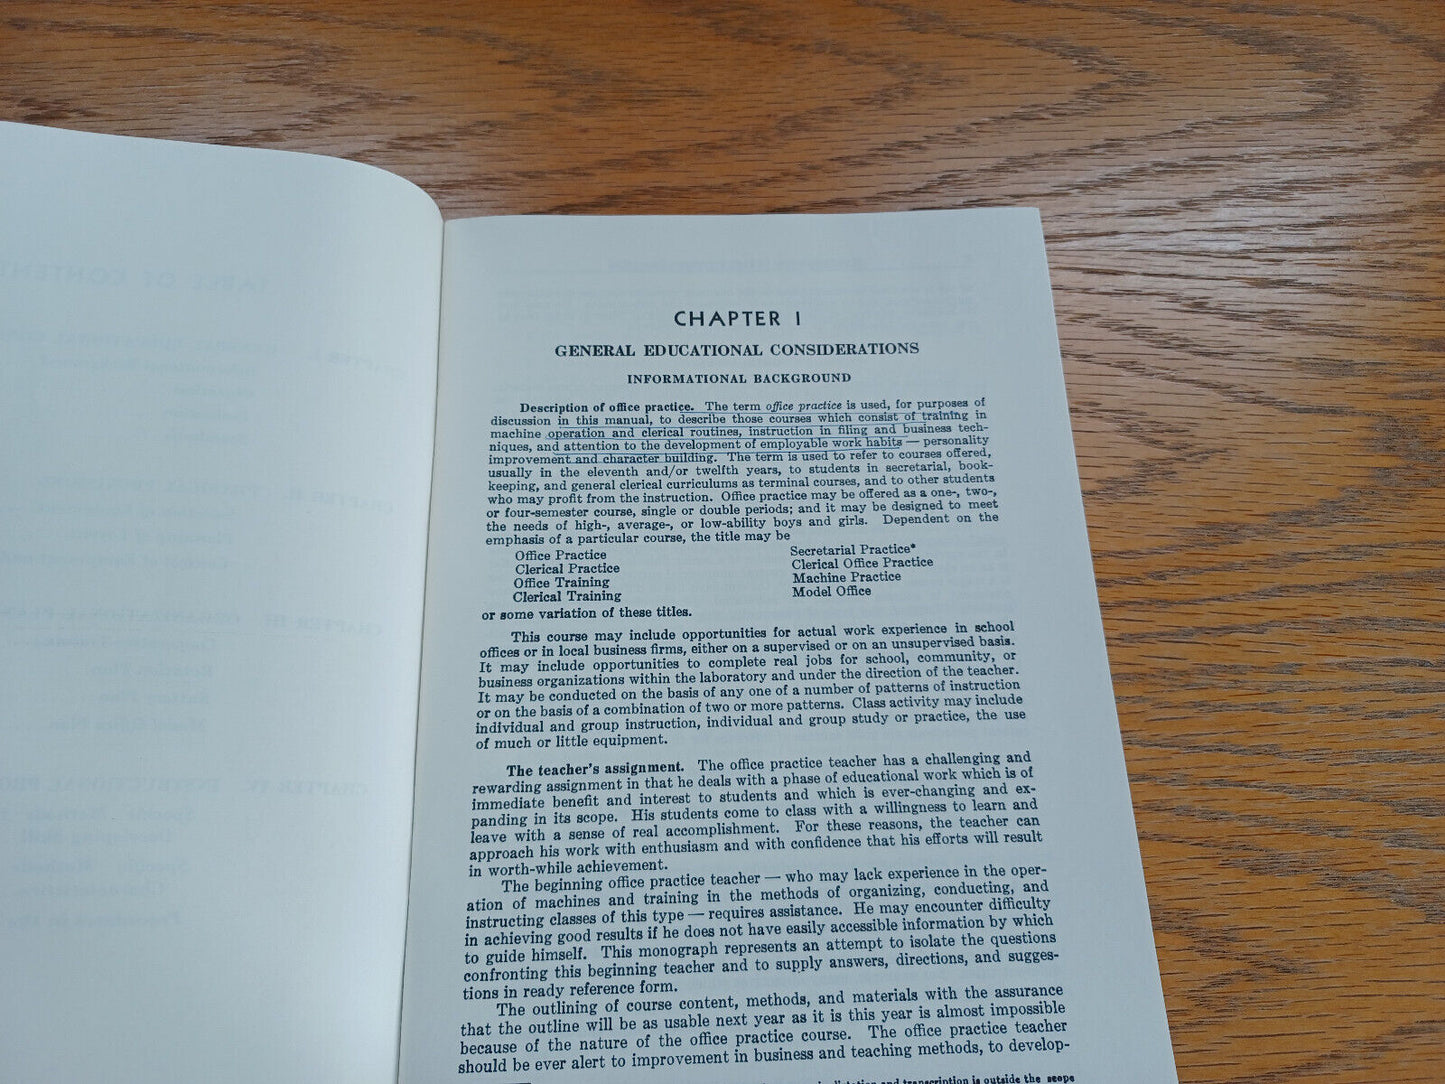 CHAPTER I
GENERAL EDUCATIONAL CONSIDERATIONS
INFORMATIONAL BACKGROUND
Description of office practice. The term office practice is used, for purposes of
discussion in this manual, to describe those courses which consist of training in
machine operation and clerical routines, instruction in filing and business tech-
niques, and attention to the development of employable work habits — personality
improvement and character building. The term is used to refer to courses offered,
usually in the eleventh and/or twelfth years, to students in secretarial, book-
keeping, and general clerical curriculums as terminal courses, and to other students
who may profit from the instruction. Office practice may be offered as a one-, two-,
or four-semester course, single or double periods; and it may be designed to meet
the needs of high-, average-, or low-ability boys and girls. Dependent on the
emphasis of a particular course, the title may be
Office Practice Secretarial Practice*
Clerical Practice Clerical Office Practice
Office Training Machine Practice
Clerical Training Model Office
or some variation of these titles.
This course may include opportunities for actual work experience in school
offices or in local business firms, either on a supervised or on an unsupervised basis.
It may include opportunities to complete real jobs for school, community, or
business organizations within the laboratory and under the direction of the teacher.
It may be conducted on the basis of any one of a number of patterns of instruction
or on the basis of a combination of two or more patterns. Class activity may include
individual and group instruction, individual and group study or practice, the use
of much or little equipment.
The teacher's assignment. The office practice teacher has a challenging and
rewarding assignment in that he deals with a phase of educational work which is of
immediate benefit and interest to students and which is ever-changing and ex-
panding in its scope. His students come to class with a willingness to learn and
leave with a sense of real accomplishment. For these reasons, the teacher can
approach his work with enthusiasm and with confidence that his efforts will result
in worth-while achievement.
The beginning office practice teacher — who may lack experience in the oper-
ation of machines and training in the methods of organizing, conducting, and
instructing classes of this type — requires assistance. He may encounter difficulty
in achieving good results if he does not have easily accessible information by which
to guide himself. This monograph represents an attempt to isolate the questions
confronting this beginning teacher and to supply answers, directions, and sugges-
tions in ready reference form.
The outlining of course content, methods, and materials with the assurance
that the outline will be as usable next year as it is this year is almost impossible
because of the nature of the office practice course. The office practice teacher
should be ever alert to improvement in business and teaching methods, to develop-
dictation and transcription is outside the scope